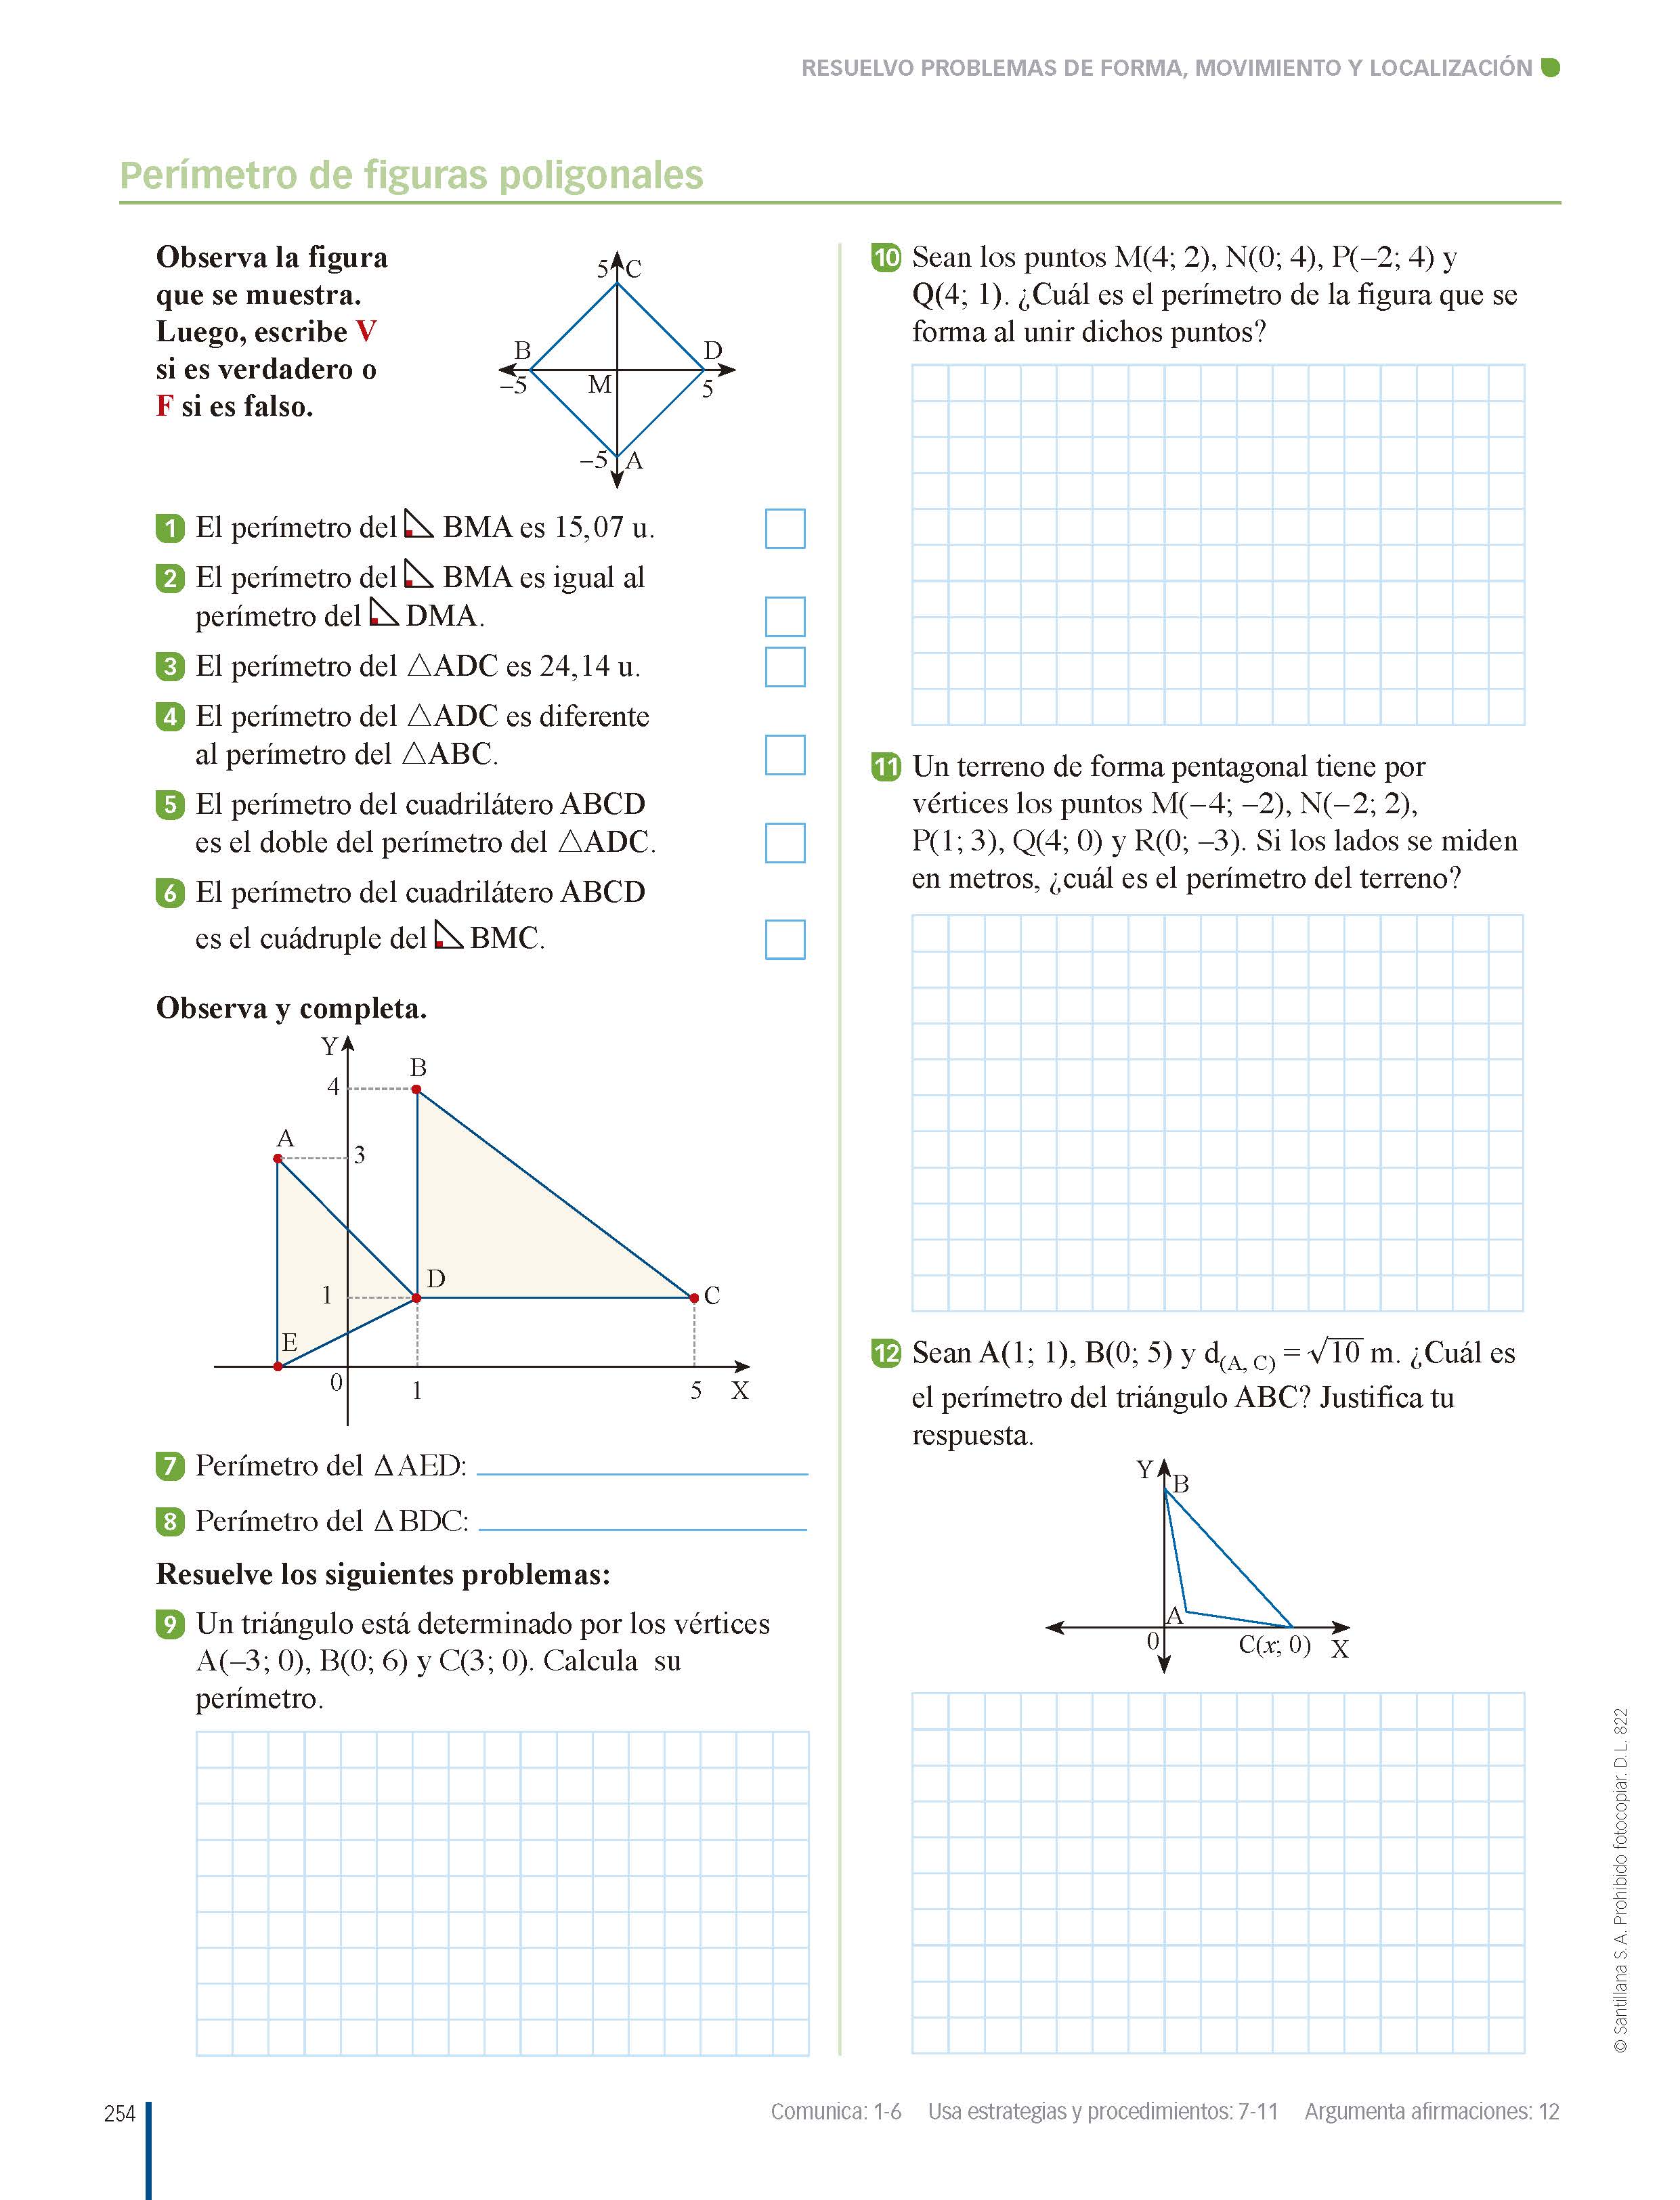 RESUELVO PROBLEMAS DE FORMA, MOVIMIENTO Y LOCALIZACIÓN
Perímetro de figuras poligonales
Observa la figura
que se muestra.
Luego, escribe V
si es verdadero o
F si es falso.
5 C
B D
–5 M 5
–5 A
1 El perímetro del BMA es 15,07 u.
2 El perímetro del BMA es igual al
perímetro del DMA.
3 El perímetro del △ADC es 24,14 u.
4 El perímetro del △ADC es diferente
al perímetro del △ABC.
5 El perímetro del cuadrilátero ABCD
es el doble del perímetro del △ADC.
6 El perímetro del cuadrilátero ABCD
es el cuádruple del BMC.
Observa y completa.
Y
B
4
A
3
D
1 C
E
0 1 5 X
7 Perímetro del ΔAED:
8 Perímetro del ΔBDC:
Resuelve los siguientes problemas:
9 Un triángulo está determinado por los vértices
A(–3; 0), B(0; 6) y C(3; 0). Calcula su
perímetro.
10 Sean los puntos M(4; 2), N(0; 4), P(–2; 4) y
Q(4; 1). ¿Cuál es el perímetro de la figura que se
forma al unir dichos puntos?
11 Un terreno de forma pentagonal tiene por
vértices los puntos M(–4; –2), N(–2; 2),
P(1; 3), Q(4; 0) y R(0; –3). Si los lados se miden
en metros, ¿cuál es el perímetro del terreno?
12 Sean A(1; 1), B(0; 5) y d(A, C) = √10 m. ¿Cuál es
el perímetro del triángulo ABC? Justifica tu
respuesta.
Y B
A
0 C(x; 0) X
© Santillana S. A. Prohibido fotocopiar. D. L. 822
254
Comunica: 1-6 Usa estrategias y procedimientos: 7-11 Argumenta afirmaciones: 12